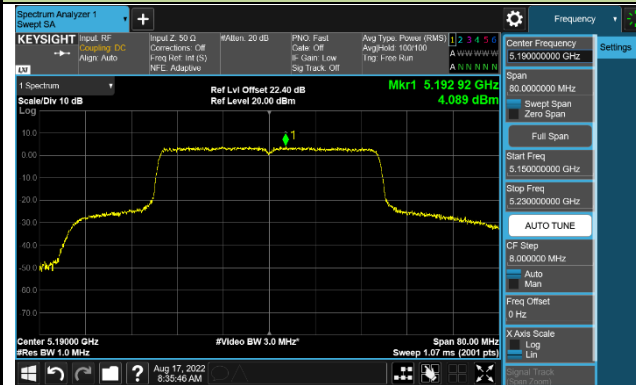 Spectrum Analyzer 1
Swept SA
+
Frequency
KEYSIGHT
Input: RF
Coupling: DC
Align: Auto
Input Z: 50 Ω
Corrections: Off
Freq Ref: Int (S)
NFE: Adaptive
#Atten: 20 dB
PNO: Fast
Gate: Off
IF Gain: Low
Sig Track: Off
Avg Type: Power (RMS)
Avg|Hold: 100/100
Trig: Free Run
1 2 3 4 5 6
A W W W W W
A N N N N N
LXI
1 Spectrum
Scale/Div 10 dB
Log
Ref Lvl Offset 22.40 dB
Ref Level 20.00 dBm
Mkr1 5.192 92 GHz
4.089 dBm
1
10.0
0.00
-10.0
-20.0
-30.0
-40.0
-50.0
-60.0
-70.0
Center 5.19000 GHz
#Res BW 1.0 MHz
#Video BW 3.0 MHz*
Span 80.00 MHz
Sweep 1.07 ms (2001 pts)
Aug 17, 2022
8:35:46 AM
Center Frequency
5.190000000 GHz
Span
80.0000000 MHz
Swept Span
Zero Span
Full Span
Start Freq
5.150000000 GHz
Stop Freq
5.230000000 GHz
AUTO TUNE
CF Step
8.000000 MHz
Auto
Man
Freq Offset
0 Hz
X Axis Scale
Log
Lin
Signal Track
(Span Zoom)
Settings